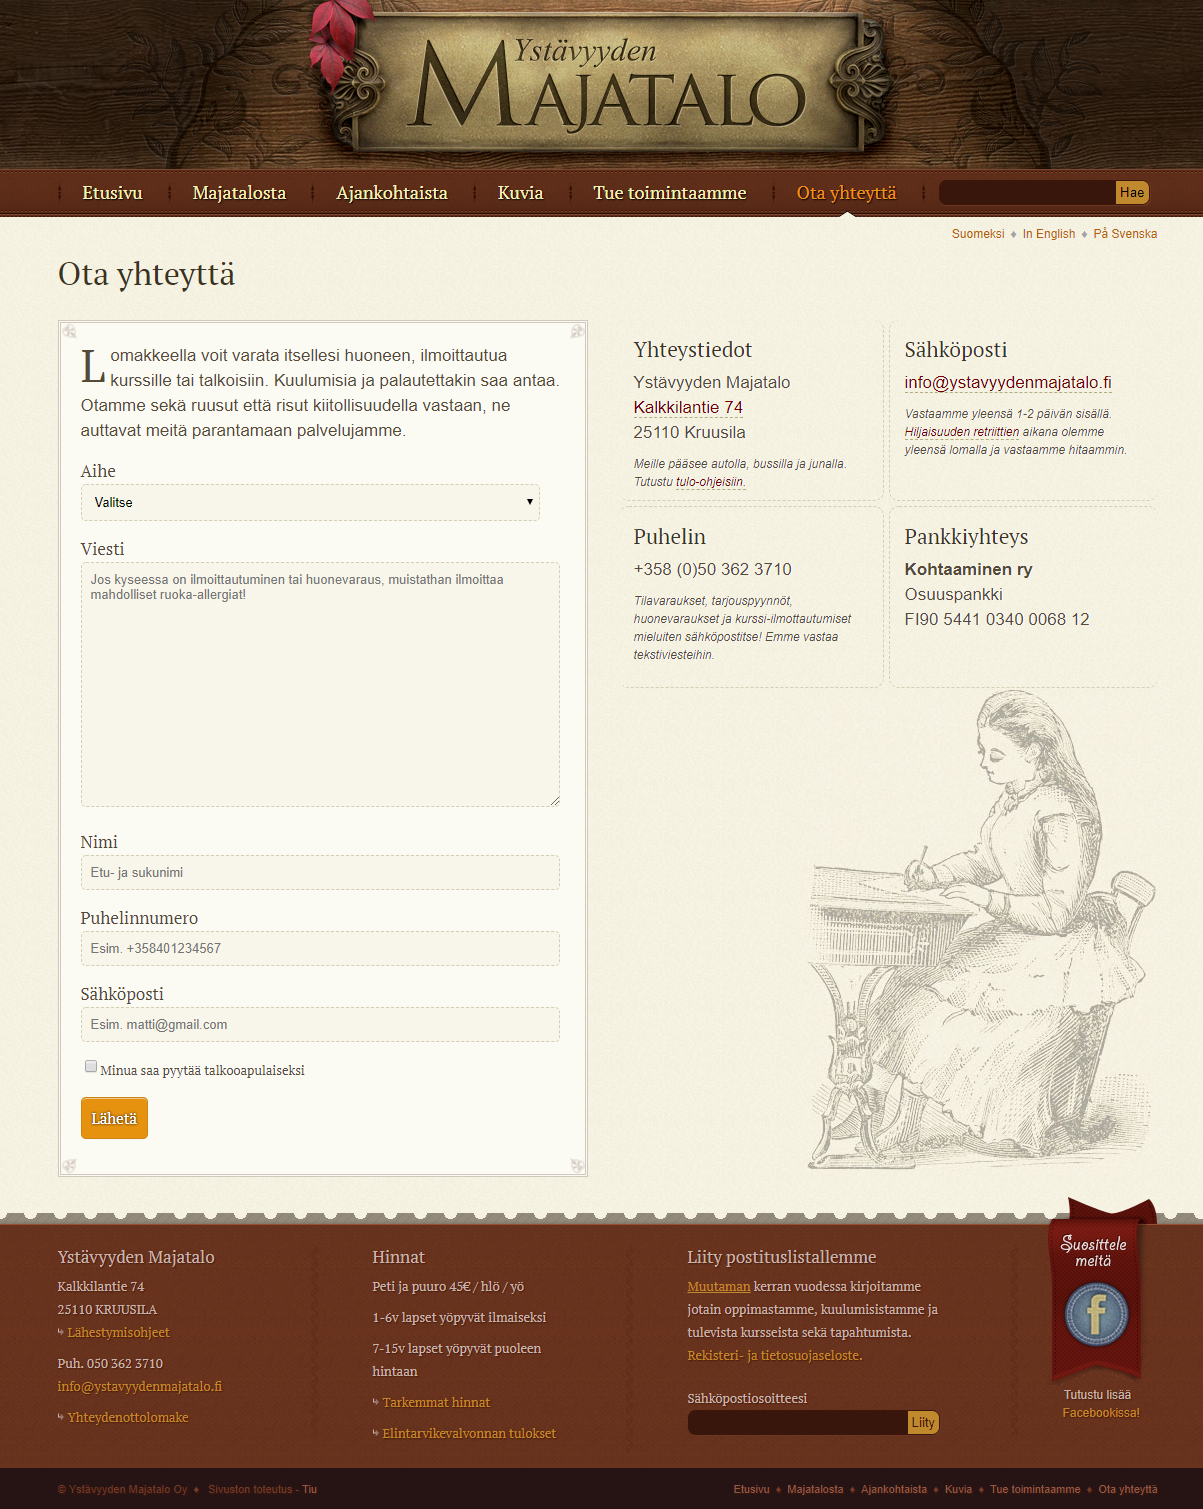 Ystävyyden
MAJATALO
Etusivu
Majatalosta
Ajankohtaista
Kuvia
Tue toimintaamme
Ota yhteyttä
Hae
Suomeksi ♦ In English ♦ På Svenska
Ota yhteyttä
Lomakkeella voit varata itsellesi huoneen, ilmoittautua
kurssille tai talkoisiin. Kuulumisia ja palautettakin saa antaa.
Otamme sekä ruusut että risut kiitollisuudella vastaan, ne
auttavat meitä parantamaan palvelujamme.
Aihe
Valitse
Viesti
Jos kyseessa on ilmoittautuminen tai huonevaraus, muistathan ilmoittaa
mahdolliset ruoka-allergiat!
Nimi
Etu- ja sukunimi
Puhelinnumero
Esim. +358401234567
Sähköposti
Esim. matti@gmail.com
Minua saa pyytää talkooapulaiseksi
Lähetä
Yhteystiedot
Ystävyyden Majatalo
Kalkkilantie 74
25110 Kruusila
Meille pääsee autolla, bussilla ja junalla.
Tutustu tulo-ohjeisiin.
Sähköposti
info@ystavyydenmajatalo.fi
Vastaamme yleensä 1-2 päivän sisällä.
Hiljaisuuden retriittien aikana olemme
yleensä lomalla ja vastaamme hitaammin.
Puhelin
+358 (0)50 362 3710
Tilavaraukset, tarjouspyynnöt,
huonevaraukset ja kurssi-ilmottautumiset
mieluiten sähköpostitse! Emme vastaa
tekstiviesteihin.
Pankkiyhteys
Kohtaaminen ry
Osuuspankki
FI90 5441 0340 0068 12
Ystävyyden Majatalo
Kalkkilantie 74
25110 KRUUSILA
Lähestymisohjeet
Puh. 050 362 3710
info@ystavyydenmajatalo.fi
Yhteydenottolomake
Hinnat
Peti ja puuro 45€ / hlö / yö
1-6v lapset yöpyvät ilmaiseksi
7-15v lapset yöpyvät puoleen
hintaan
Tarkemmat hinnat
Elintarvikevalvonnan tulokset
Liity postituslistallemme
Muutaman kerran vuodessa kirjoitamme
jotain oppimastamme, kuulumisistamme ja
tulevista kursseista sekä tapahtumista.
Rekisteri- ja tietosuojaseloste.
Sähköpostiosoitteesi
Liity
Suosittele
meitä
f
Tutustu lisää
Facebookissa!
© Ystävyyden Majatalo Oy ♦ Sivuston toteutus - Tiu
Etusivu ♦ Majatalosta ♦ Ajankohtaista ♦ Kuvia ♦ Tue toimintaamme ♦ Ota yhteyttä